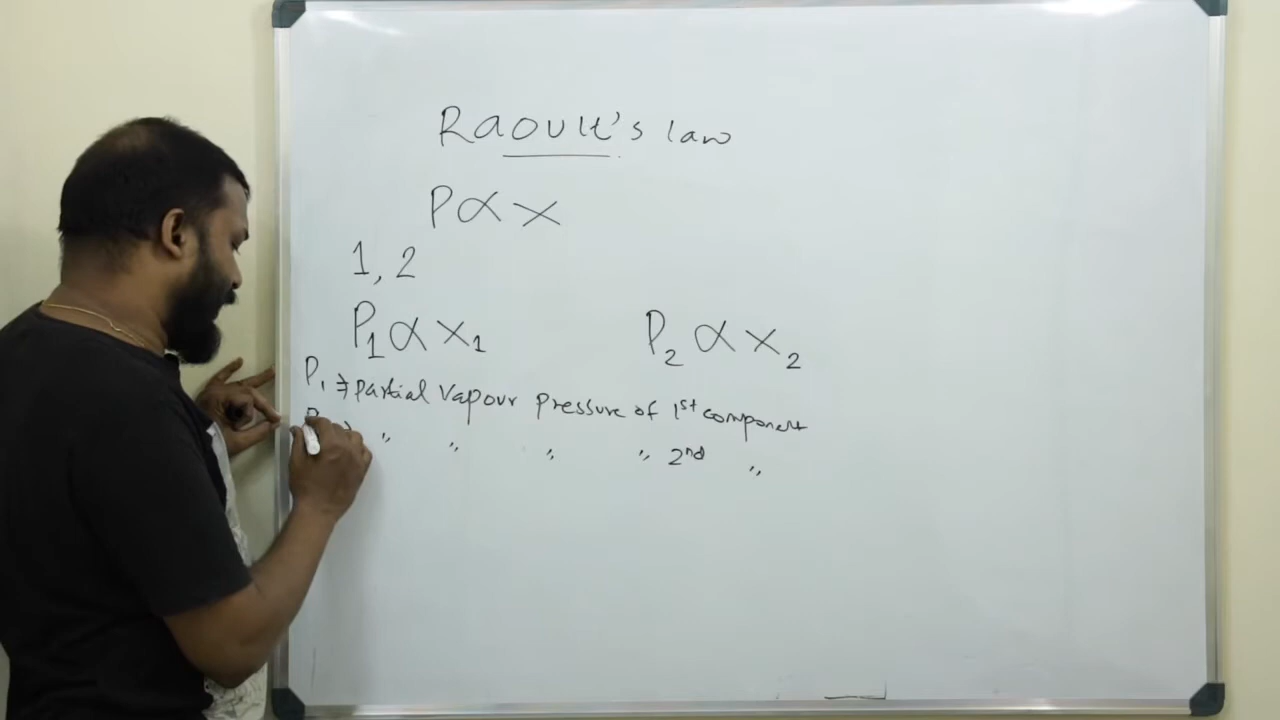 Raoult's law
P∝x
1, 2
P₁∝x₁ P₂∝x₂
P₁ ⇒ partial vapour pressure of 1st component
P " " " " 2nd "